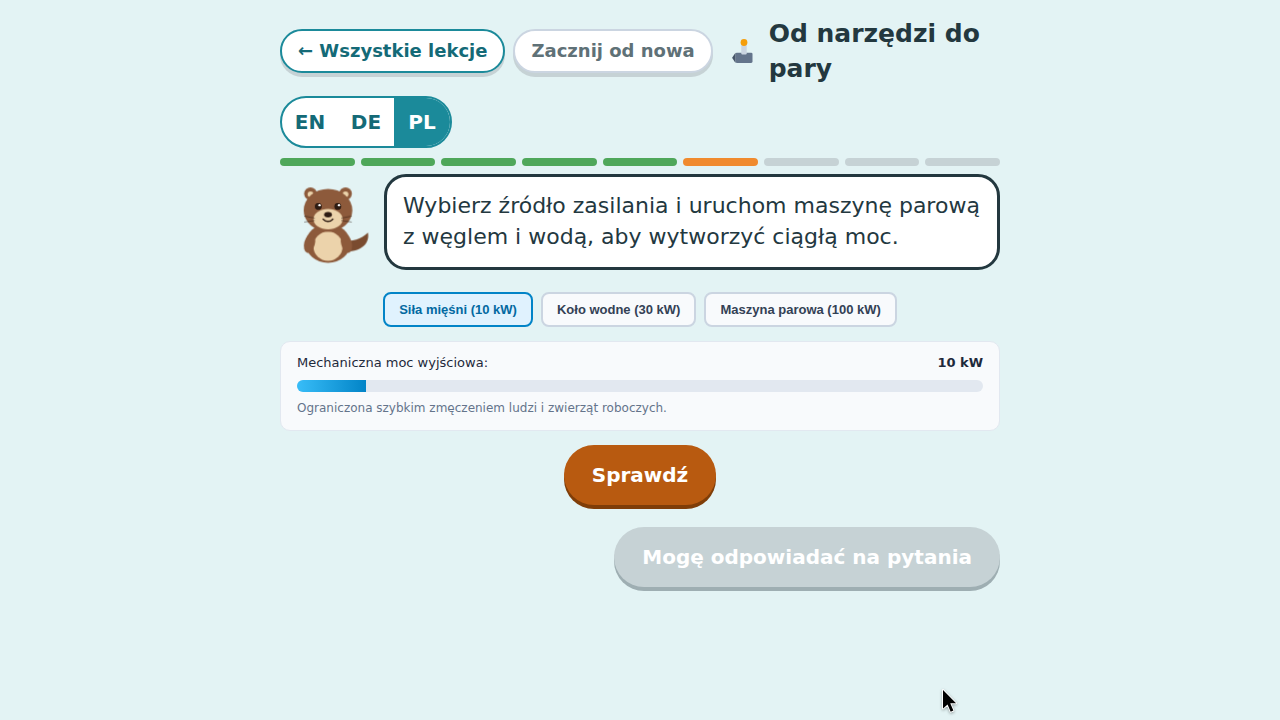 ← Wszystkie lekcje
Zacznij od nowa
Od narzędzi do
pary
EN DE PL
Wybierz źródło zasilania i uruchom maszynę parową
z węglem i wodą, aby wytworzyć ciągłą moc.
Siła mięśni (10 kW)
Koło wodne (30 kW)
Maszyna parowa (100 kW)
Mechaniczna moc wyjściowa: 10 kW
Ograniczona szybkim zmęczeniem ludzi i zwierząt roboczych.
Sprawdź
Mogę odpowiadać na pytania